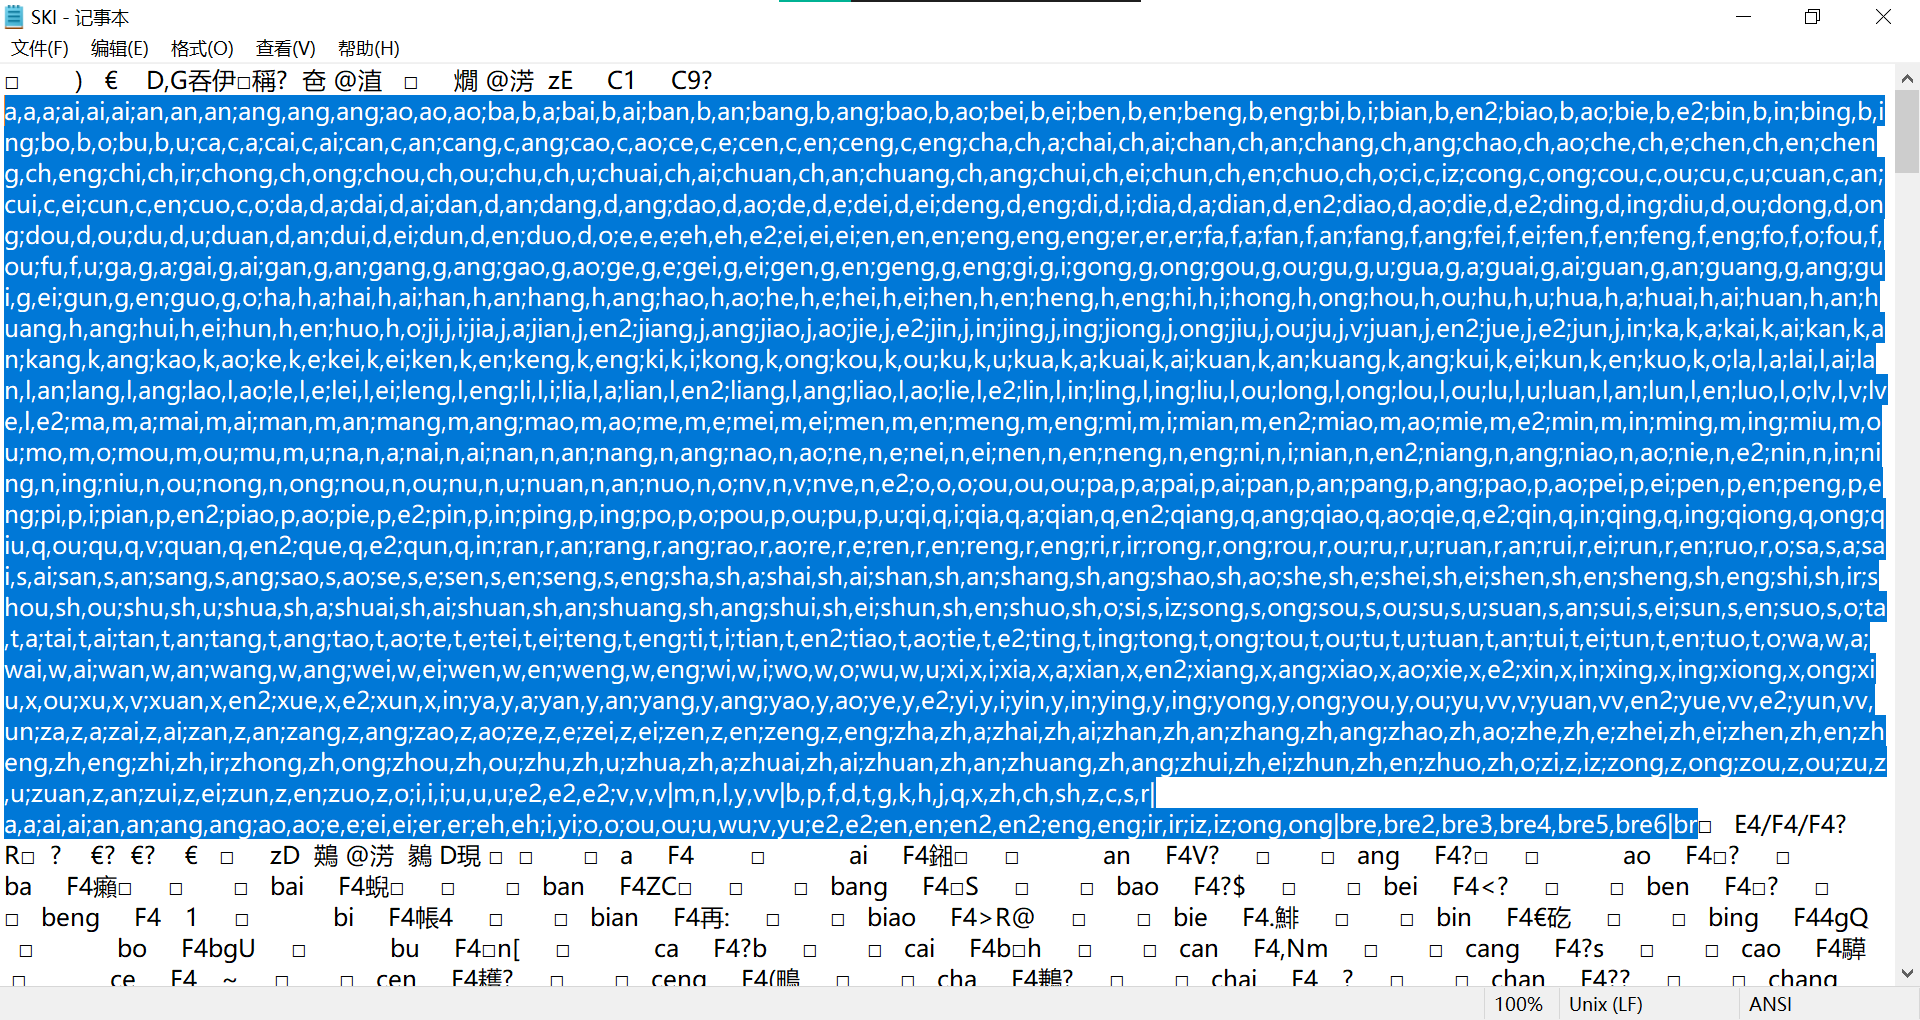 SKI - 记事本
文件(F) 编辑(E) 格式(O) 查看(V) 帮助(H)
□ ) € D,G吞伊□稱? 㚎 @淔 □ 燗 @淓 zE C1 C9?
a,a,a;ai,ai,ai;an,an,an;ang,ang,ang;ao,ao,ao;ba,b,a;bai,b,ai;ban,b,an;bang,b,ang;bao,b,ao;bei,b,ei;ben,b,en;beng,b,eng;bi,b,i;bian,b,en2;biao,b,ao;bie,b,e2;bin,b,in;bing,b,i
ng;bo,b,o;bu,b,u;ca,c,a;cai,c,ai;can,c,an;cang,c,ang;cao,c,ao;ce,c,e;cen,c,en;ceng,c,eng;cha,ch,a;chai,ch,ai;chan,ch,an;chang,ch,ang;chao,ch,ao;che,ch,e;chen,ch,en;chen
g,ch,eng;chi,ch,ir;chong,ch,ong;chou,ch,ou;chu,ch,u;chuai,ch,ai;chuan,ch,an;chuang,ch,ang;chui,ch,ei;chun,ch,en;chuo,ch,o;ci,c,iz;cong,c,ong;cou,c,ou;cu,c,u;cuan,c,an;
cui,c,ei;cun,c,en;cuo,c,o;da,d,a;dai,d,ai;dan,d,an;dang,d,ang;dao,d,ao;de,d,e;dei,d,ei;deng,d,eng;di,d,i;dia,d,a;dian,d,en2;diao,d,ao;die,d,e2;ding,d,ing;diu,d,ou;dong,d,on
g;dou,d,ou;du,d,u;duan,d,an;dui,d,ei;dun,d,en;duo,d,o;e,e,e;eh,eh,e2;ei,ei,ei;en,en,en;eng,eng,eng;er,er,er;fa,f,a;fan,f,an;fang,f,ang;fei,f,ei;fen,f,en;feng,f,eng;fo,f,o;fou,f,
ou;fu,f,u;ga,g,a;gai,g,ai;gan,g,an;gang,g,ang;gao,g,ao;ge,g,e;gei,g,ei;gen,g,en;geng,g,eng;gi,g,i;gong,g,ong;gou,g,ou;gu,g,u;gua,g,a;guai,g,ai;guan,g,an;guang,g,ang;gu
i,g,ei;gun,g,en;guo,g,o;ha,h,a;hai,h,ai;han,h,an;hang,h,ang;hao,h,ao;he,h,e;hei,h,ei;hen,h,en;heng,h,eng;hi,h,i;hong,h,ong;hou,h,ou;hu,h,u;hua,h,a;huai,h,ai;huan,h,an;h
uang,h,ang;hui,h,ei;hun,h,en;huo,h,o;ji,j,i;jia,j,a;jian,j,en2;jiang,j,ang;jiao,j,ao;jie,j,e2;jin,j,in;jing,j,ing;jiong,j,ong;jiu,j,ou;ju,j,v;juan,j,en2;jue,j,e2;jun,j,in;ka,k,a;kai,k,ai;kan,k,a
n;kang,k,ang;kao,k,ao;ke,k,e;kei,k,ei;ken,k,en;keng,k,eng;ki,k,i;kong,k,ong;kou,k,ou;ku,k,u;kua,k,a;kuai,k,ai;kuan,k,an;kuang,k,ang;kui,k,ei;kun,k,en;kuo,k,o;la,l,a;lai,l,ai;la
n,l,an;lang,l,ang;lao,l,ao;le,l,e;lei,l,ei;leng,l,eng;li,l,i;lia,l,a;lian,l,en2;liang,l,ang;liao,l,ao;lie,l,e2;lin,l,in;ling,l,ing;liu,l,ou;long,l,ong;lou,l,ou;lu,l,u;luan,l,an;lun,l,en;luo,l,o;lv,l,v;lv
e,l,e2;ma,m,a;mai,m,ai;man,m,an;mang,m,ang;mao,m,ao;me,m,e;mei,m,ei;men,m,en;meng,m,eng;mi,m,i;mian,m,en2;miao,m,ao;mie,m,e2;min,m,in;ming,m,ing;miu,m,o
u;mo,m,o;mou,m,ou;mu,m,u;na,n,a;nai,n,ai;nan,n,an;nang,n,ang;nao,n,ao;ne,n,e;nei,n,ei;nen,n,en;neng,n,eng;ni,n,i;nian,n,en2;niang,n,ang;niao,n,ao;nie,n,e2;nin,n,in;ni
ng,n,ing;niu,n,ou;nong,n,ong;nou,n,ou;nu,n,u;nuan,n,an;nuo,n,o;nv,n,v;nve,n,e2;o,o,o;ou,ou,ou;pa,p,a;pai,p,ai;pan,p,an;pang,p,ang;pao,p,ao;pei,p,ei;pen,p,en;peng,p,e
ng;pi,p,i;pian,p,en2;piao,p,ao;pie,p,e2;pin,p,in;ping,p,ing;po,p,o;pou,p,ou;pu,p,u;qi,q,i;qia,q,a;qian,q,en2;qiang,q,ang;qiao,q,ao;qie,q,e2;qin,q,in;qing,q,ing;qiong,q,ong;q
iu,q,ou;qu,q,v;quan,q,en2;que,q,e2;qun,q,in;ran,r,an;rang,r,ang;rao,r,ao;re,r,e;ren,r,en;reng,r,eng;ri,r,ir;rong,r,ong;rou,r,ou;ru,r,u;ruan,r,an;rui,r,ei;run,r,en;ruo,r,o;sa,s,a;sa
i,s,ai;san,s,an;sang,s,ang;sao,s,ao;se,s,e;sen,s,en;seng,s,eng;sha,sh,a;shai,sh,ai;shan,sh,an;shang,sh,ang;shao,sh,ao;she,sh,e;shei,sh,ei;shen,sh,en;sheng,sh,eng;shi,sh,ir;s
hou,sh,ou;shu,sh,u;shua,sh,a;shuai,sh,ai;shuan,sh,an;shuang,sh,ang;shui,sh,ei;shun,sh,en;shuo,sh,o;si,s,iz;song,s,ong;sou,s,ou;su,s,u;suan,s,an;sui,s,ei;sun,s,en;suo,s,o;ta
,t,a;tai,t,ai;tan,t,an;tang,t,ang;tao,t,ao;te,t,e;tei,t,ei;teng,t,eng;ti,t,i;tian,t,en2;tiao,t,ao;tie,t,e2;ting,t,ing;tong,t,ong;tou,t,ou;tu,t,u;tuan,t,an;tui,t,ei;tun,t,en;tuo,t,o;wa,w,a;
wai,w,ai;wan,w,an;wang,w,ang;wei,w,ei;wen,w,en;weng,w,eng;wi,w,i;wo,w,o;wu,w,u;xi,x,i;xia,x,a;xian,x,en2;xiang,x,ang;xiao,x,ao;xie,x,e2;xin,x,in;xing,x,ing;xiong,x,ong;xi
u,x,ou;xu,x,v;xuan,x,en2;xue,x,e2;xun,x,in;ya,y,a;yan,y,an;yang,y,ang;yao,y,ao;ye,y,e2;yi,y,i;yin,y,in;ying,y,ing;yong,y,ong;you,y,ou;yu,vv,v;yuan,vv,en2;yue,vv,e2;yun,vv,
un;za,z,a;zai,z,ai;zan,z,an;zang,z,ang;zao,z,ao;ze,z,e;zei,z,ei;zen,z,en;zeng,z,eng;zha,zh,a;zhai,zh,ai;zhan,zh,an;zhang,zh,ang;zhao,zh,ao;zhe,zh,e;zhei,zh,ei;zhen,zh,en;zh
eng,zh,eng;zhi,zh,ir;zhong,zh,ong;zhou,zh,ou;zhu,zh,u;zhua,zh,a;zhuai,zh,ai;zhuan,zh,an;zhuang,zh,ang;zhui,zh,ei;zhun,zh,en;zhuo,zh,o;zi,z,iz;zong,z,ong;zou,z,ou;zu,z
,u;zuan,z,an;zui,z,ei;zun,z,en;zuo,z,o;i,i,i;u,u,u;e2,e2,e2;v,v,v|m,n,l,y,vv|b,p,f,d,t,g,k,h,j,q,x,zh,ch,sh,z,c,s,r|
a,a;ai,ai;an,an;ang,ang;ao,ao;e,e;ei,ei;er,er;eh,eh;i,yi;o,o;ou,ou;u,wu;v,yu;e2,e2;en,en;en2,en2;eng,eng;ir,ir;iz,iz;ong,ong|bre,bre2,bre3,bre4,bre5,bre6|br□ E4/F4/F4?
R□ ? €? €? € □ zD @淓 D現 □ □ □ a F4 □ ai F4 □ □ an F4V? □ □ ang F4?□ □ ao F4□? □
ba F4癩□ □ □ bai F4蜺□ □ □ ban F4ZC□ □ □ bang F4□S □ □ bao F4?$ □ □ bei F4<? □ □ ben F4□? □
□ beng F4 1 □ bi F4帳4 □ □ bian F4再: □ □ biao F4>R@ □ □ bie F4.鯡 □ □ bin F4€矻 □ □ bing F44gQ
□ bo F4bgU □ bu F4□n[ □ ca F4?b □ □ cai F4b□h □ □ can F4,Nm □ □ cang F4?s □ □ cao F4驊
□ ce F4 ~ □ □ cen F4 ? □ □ ceng F4( □ □ cha F4 ? □ □ chai F4 ? □ □ chan F4?? □ □ chang
100% Unix (LF) ANSI